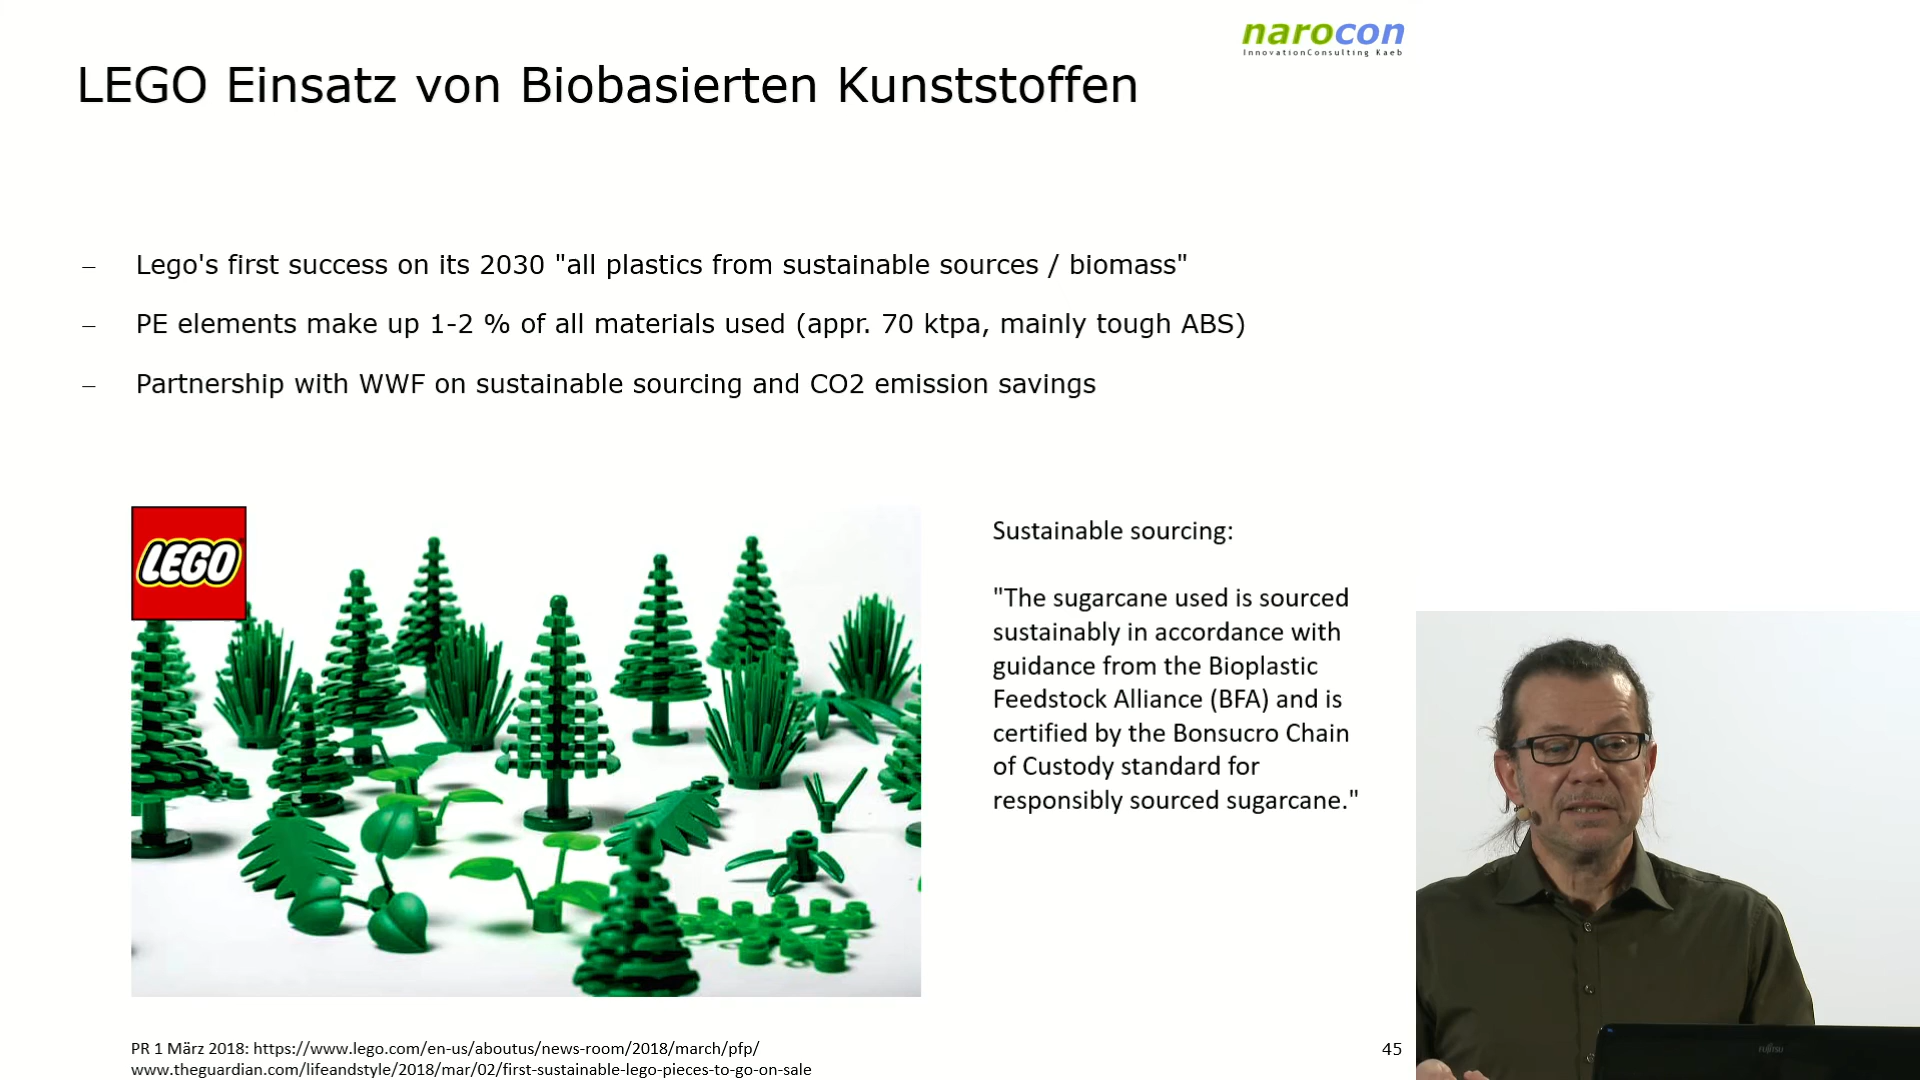 narocon
InnovationConsulting Kaeb
LEGO Einsatz von Biobasierten Kunststoffen
– Lego's first success on its 2030 "all plastics from sustainable sources / biomass"
– PE elements make up 1-2 % of all materials used (appr. 70 ktpa, mainly tough ABS)
– Partnership with WWF on sustainable sourcing and CO2 emission savings
LEGO
Sustainable sourcing:
"The sugarcane used is sourced
sustainably in accordance with
guidance from the Bioplastic
Feedstock Alliance (BFA) and is
certified by the Bonsucro Chain
of Custody standard for
responsibly sourced sugarcane."
PR 1 März 2018: https://www.lego.com/en-us/aboutus/news-room/2018/march/pfp/
www.theguardian.com/lifeandstyle/2018/mar/02/first-sustainable-lego-pieces-to-go-on-sale
45
FUJITSU